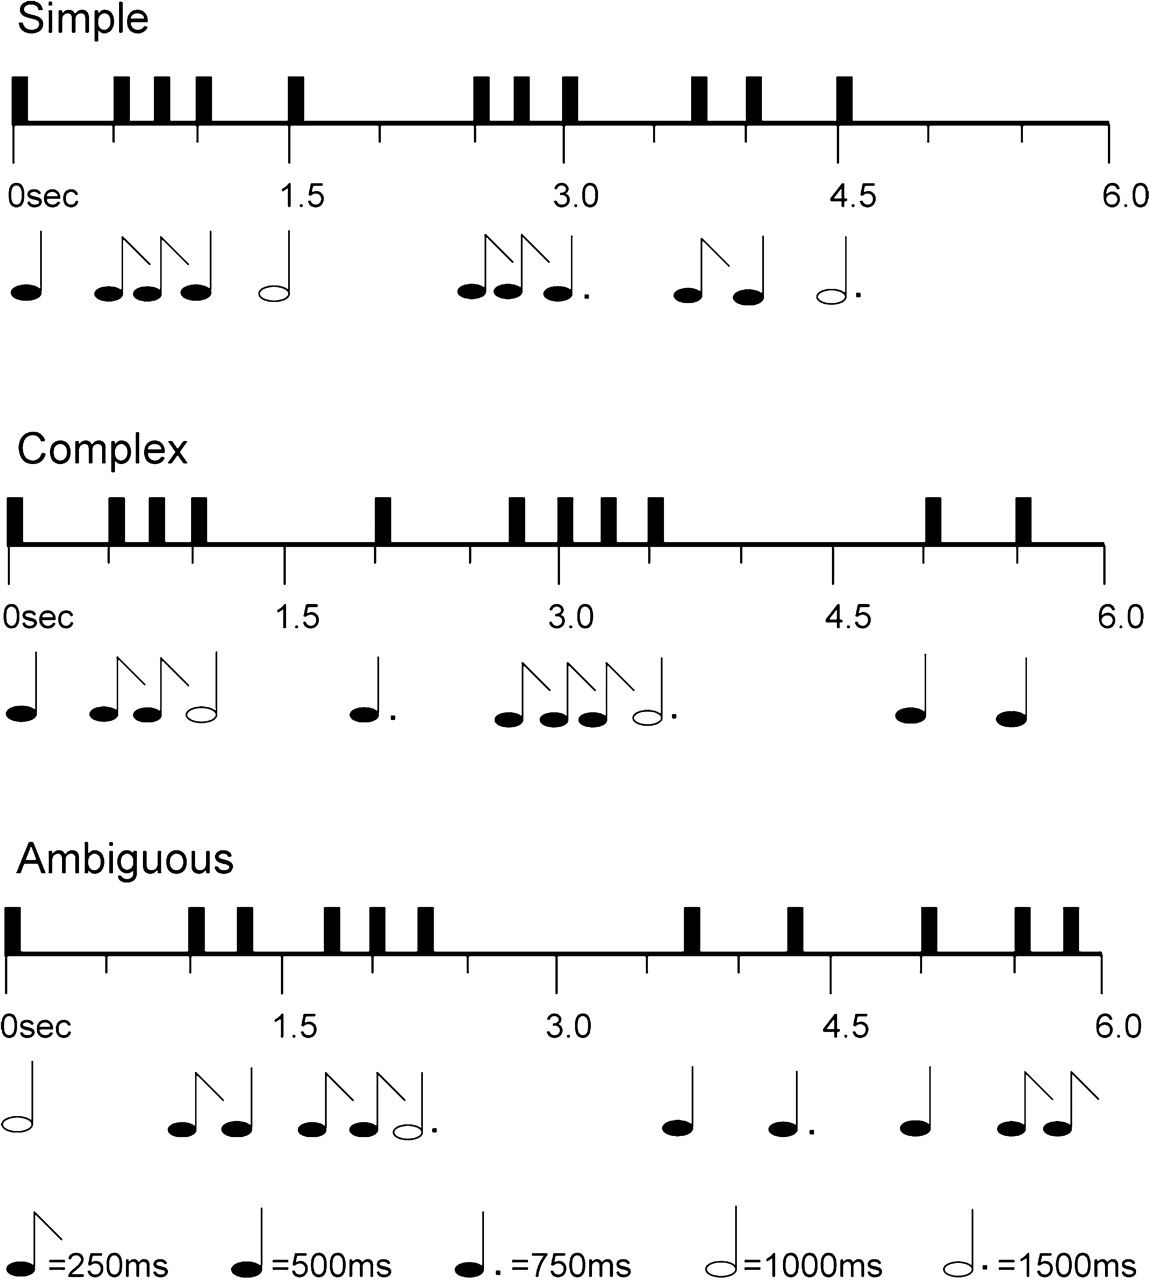 Simple
0sec 1.5 3.0 4.5 6.0
Complex
0sec 1.5 3.0 4.5 6.0
Ambiguous
0sec 1.5 3.0 4.5 6.0
=250ms =500ms =750ms =1000ms =1500ms